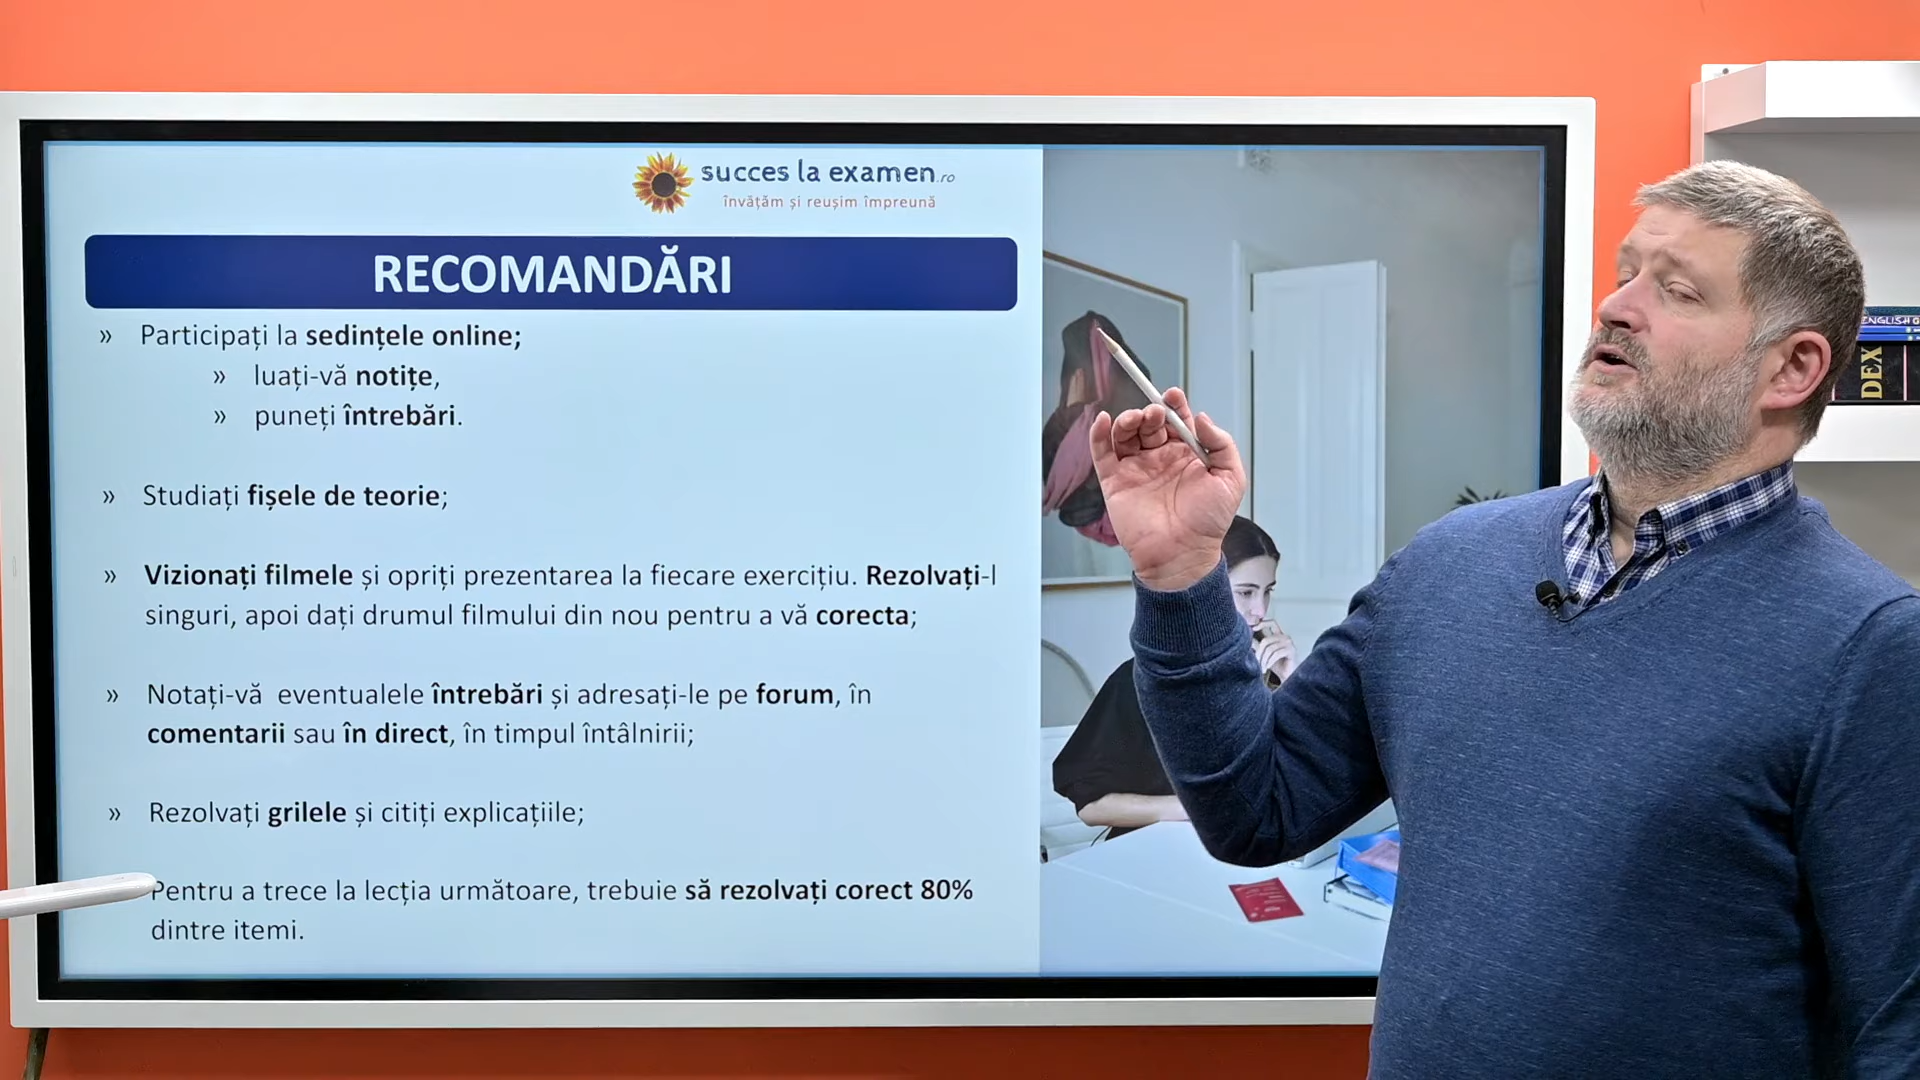 succes la examen.ro
învățăm și reușim împreună
RECOMANDĂRI
» Participați la sedințele online;
» luați-vă notițe,
» puneți întrebări.
» Studiați fișele de teorie;
» Vizionați filmele și opriți prezentarea la fiecare exercițiu. Rezolvați-l
singuri, apoi dați drumul filmului din nou pentru a vă corecta;
» Notați-vă eventualele întrebări și adresați-le pe forum, în
comentarii sau în direct, în timpul întâlnirii;
» Rezolvați grilele și citiți explicațiile;
Pentru a trece la lecția următoare, trebuie să rezolvați corect 80%
dintre itemi.
ENGLISH
DEX